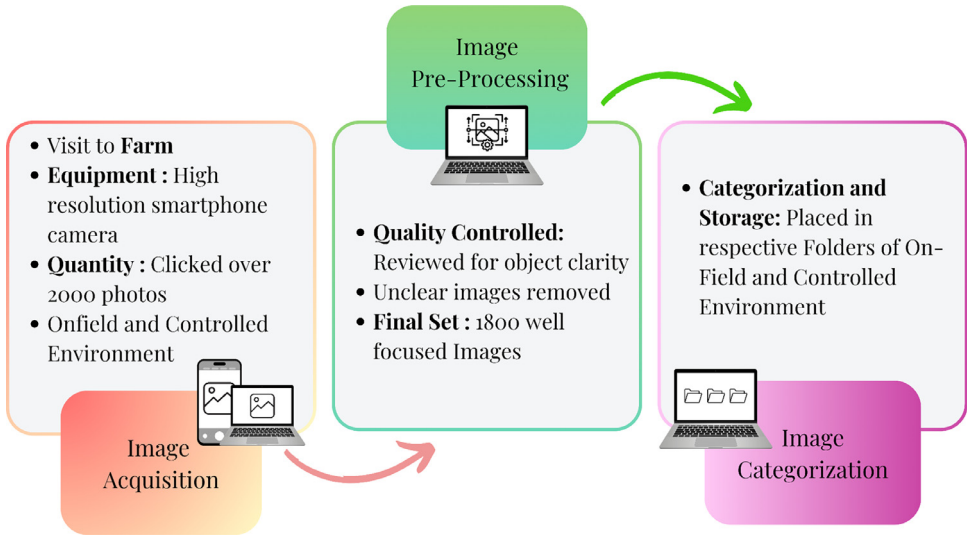 Image
Pre-Processing
• Visit to Farm
• Equipment : High
resolution smartphone
camera
• Quantity : Clicked over
2000 photos
• Onfield and Controlled
Environment
Image
Acquisition
• Quality Controlled:
Reviewed for object clarity
• Unclear images removed
• Final Set : 1800 well
focused Images
• Categorization and
Storage: Placed in
respective Folders of On-
Field and Controlled
Environment
Image
Categorization